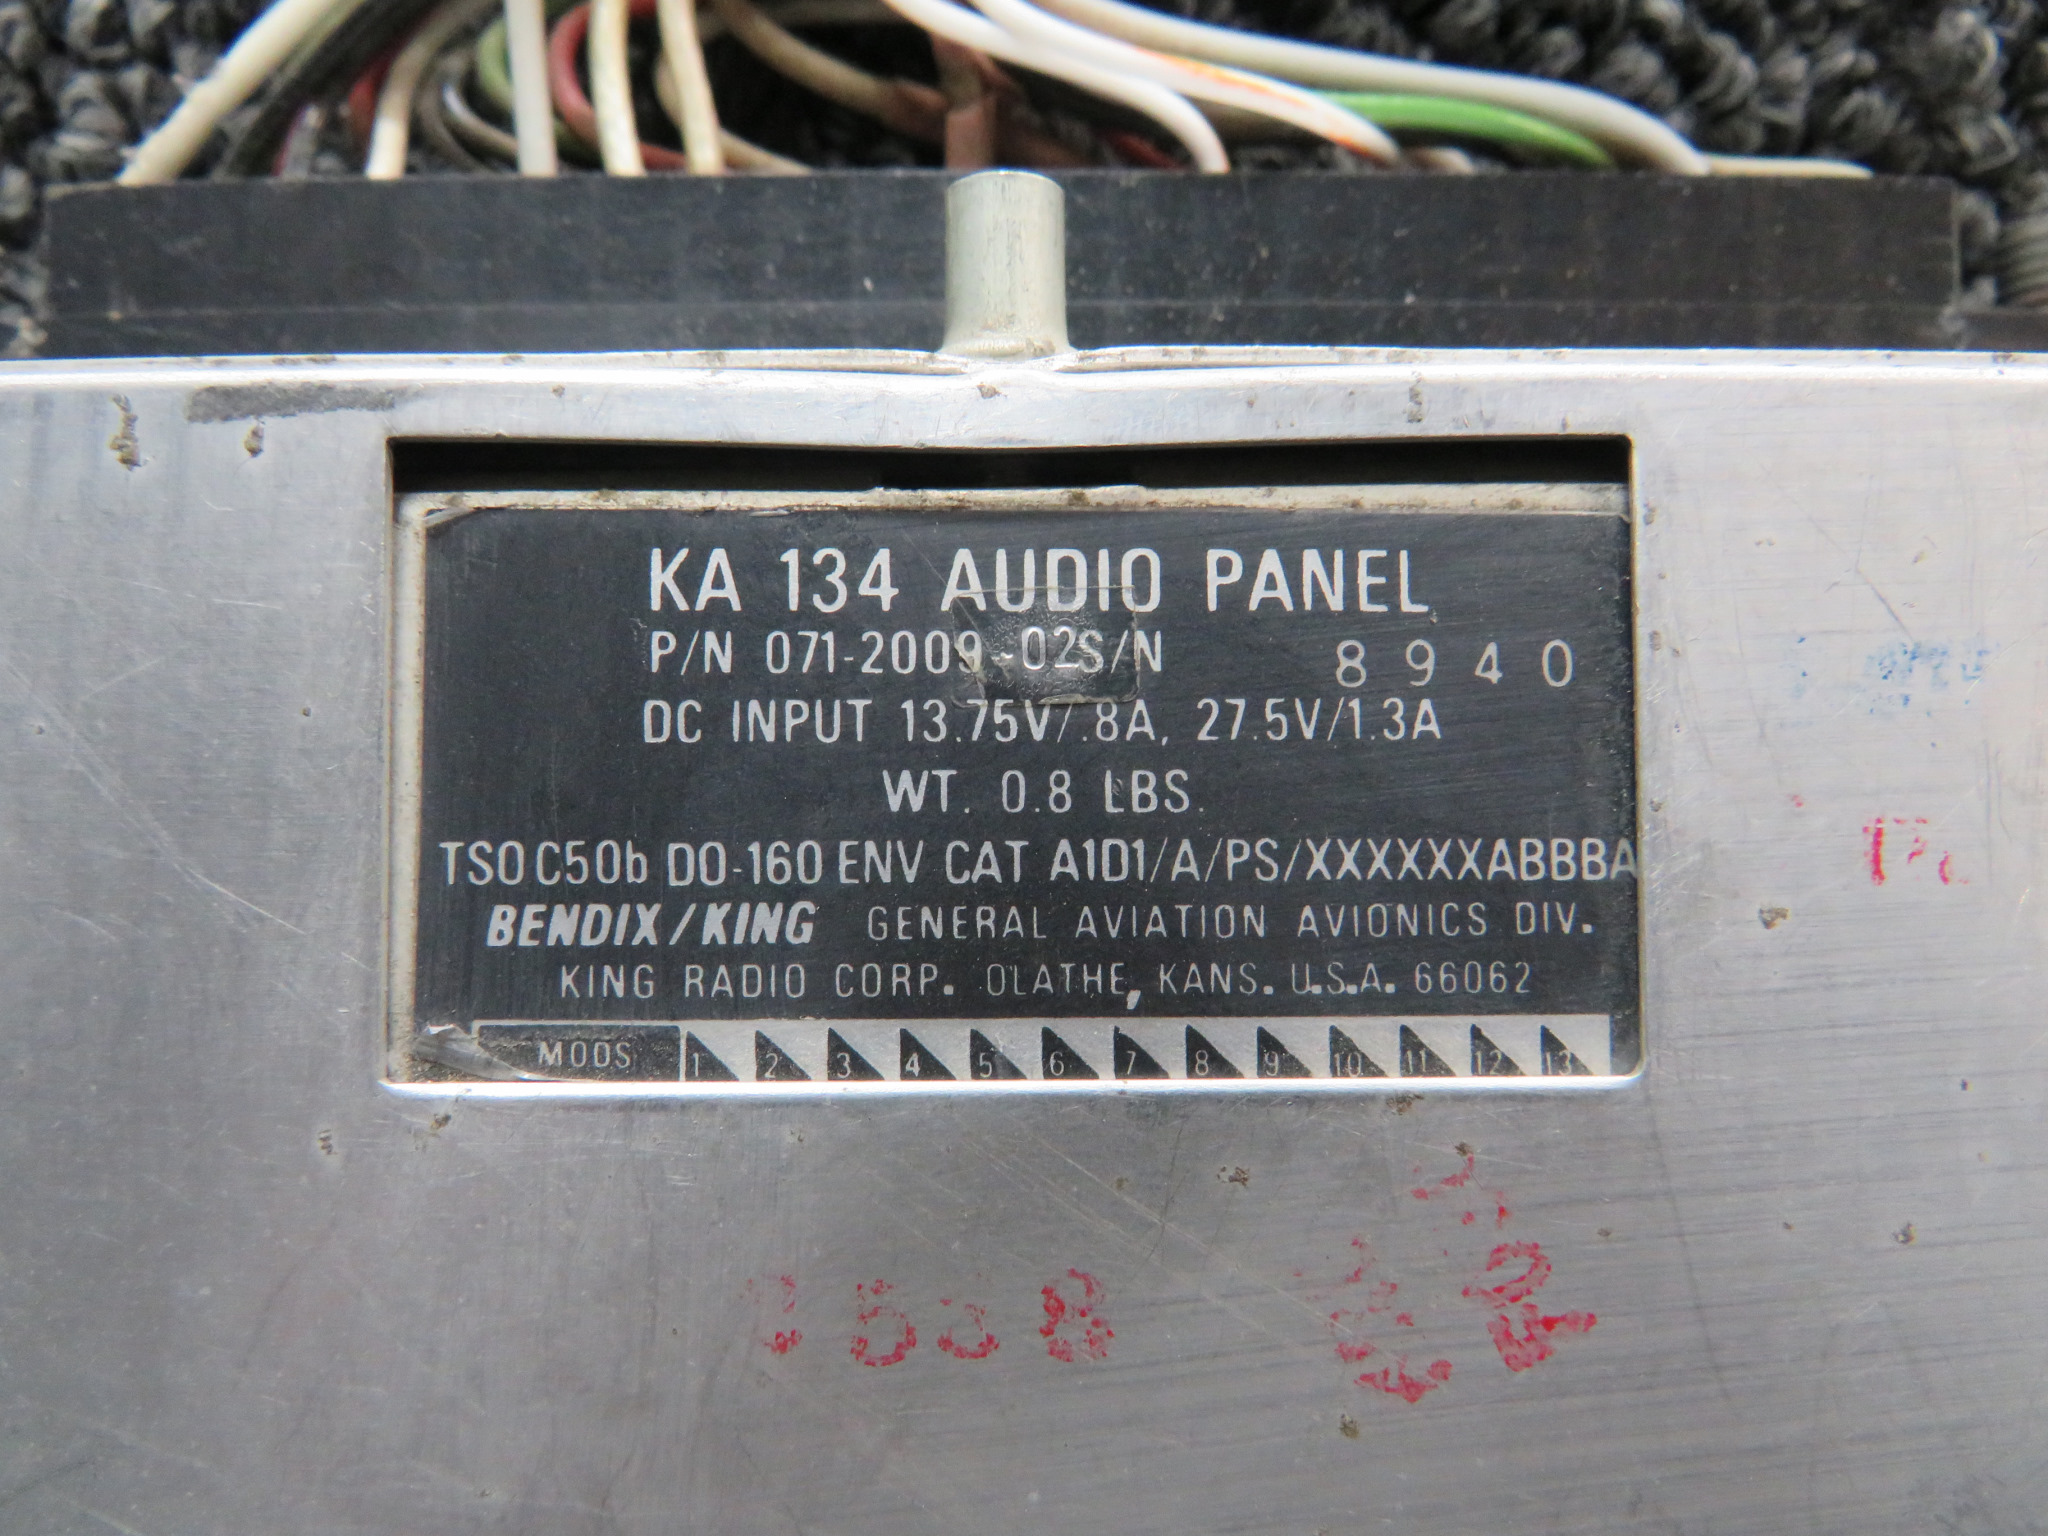 KA 134 AUDIO PANEL
P/N 071-2009-02 S/N 8940
DC INPUT 13.75V/.8A, 27.5V/1.3A
WT. 0.8 LBS.
TSO C50b DO-160 ENV CAT A1D1/A/PS/XXXXXXABBBA
BENDIX/KING GENERAL AVIATION AVIONICS DIV.
KING RADIO CORP. OLATHE, KANS. U.S.A. 66062
MODS 1 2 3 4 5 6 7 8 9 10 11 12 13